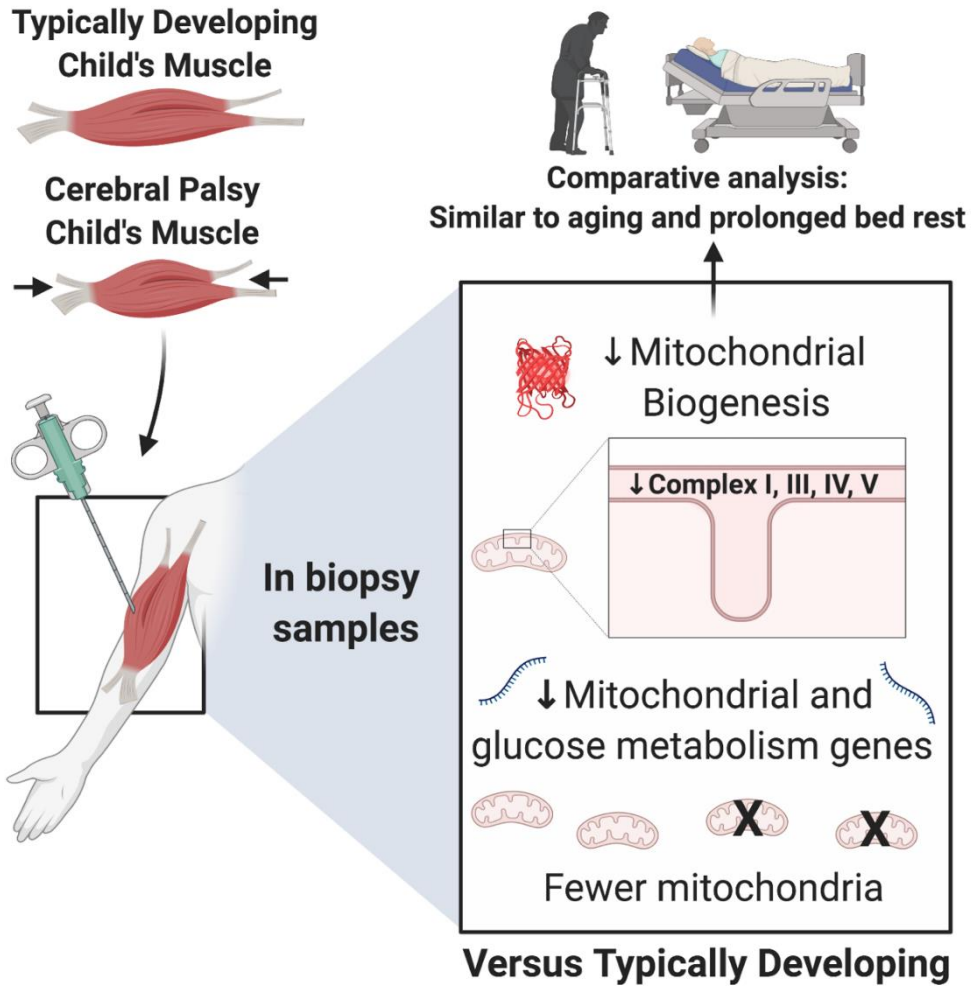 Typically Developing
Child's Muscle
Cerebral Palsy
Child's Muscle
In biopsy
samples
Comparative analysis:
Similar to aging and prolonged bed rest
↓Mitochondrial
Biogenesis
↓Complex I, III, IV, V
↓Mitochondrial and
glucose metabolism genes
X X
Fewer mitochondria
Versus Typically Developing